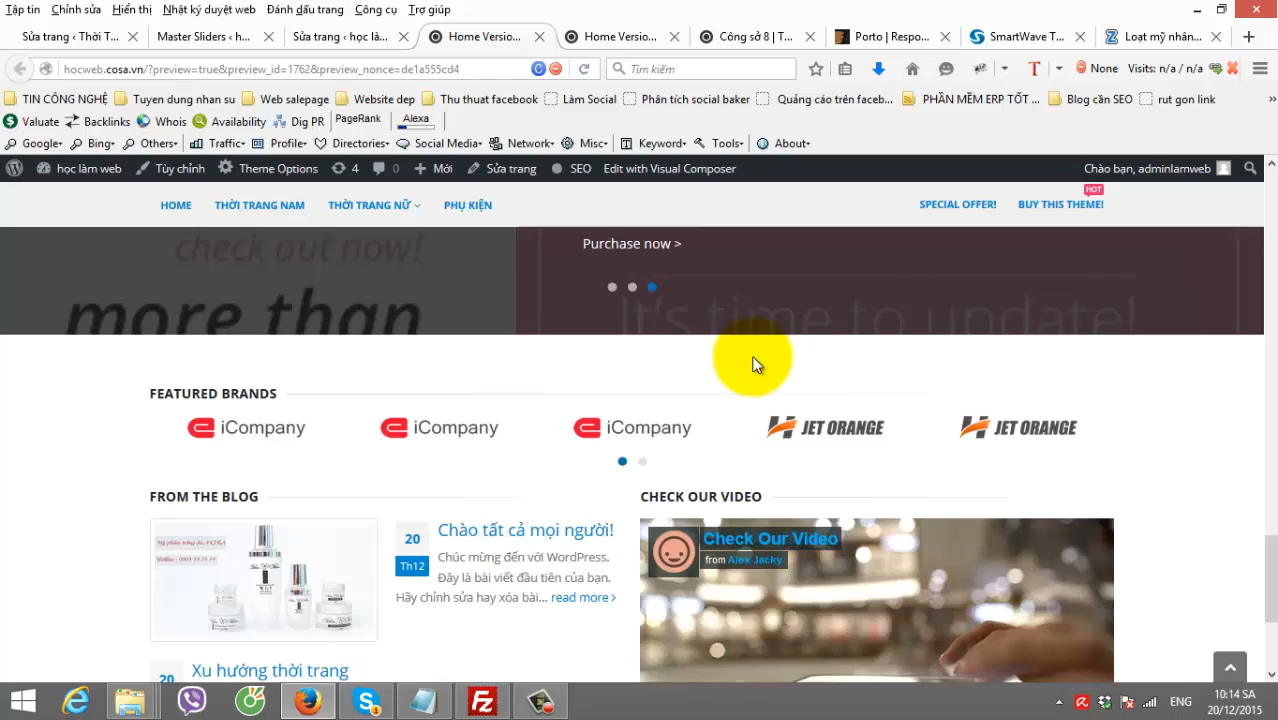 Tập tin Chỉnh sửa Hiển thị Nhật ký duyệt web Đánh dấu trang Công cụ Trợ giúp
Sửa trang ‹ Thời T... Master Sliders ‹ h... Sửa trang ‹ học là... Home Versio... Home Versio... Công sở 8 | T... Porto | Respo... SmartWave T... Loạt mỹ nhân...
hocweb.cosa.vn/?preview=true&preview_id=1762&preview_nonce=de1a555cd4 Tìm kiếm None Visits: n/a / n/a
TIN CÔNG NGHỆ Tuyen dung nhan su Web salepage Website dep Thu thuat facebook Làm Social Phân tích social baker Quảng cáo trên faceb... PHẦN MỀM ERP TỐT ... Blog cần SEO rut gon link
Valuate Backlinks Whois Availability Dig PR PageRank Alexa
Google Bing Others Traffic Profile Directories Social Media Network Misc Keyword Tools About
học làm web Tùy chỉnh Theme Options 4 0 Mới Sửa trang SEO Edit with Visual Composer Chào bạn, adminlamweb
HOT
HOME THỜI TRANG NAM THỜI TRANG NỮ PHỤ KIỆN SPECIAL OFFER! BUY THIS THEME!
check out now!
Purchase now >
more than
It's time to update!
FEATURED BRANDS
iCompany iCompany iCompany JET ORANGE JET ORANGE
FROM THE BLOG
CHECK OUR VIDEO
20
Th12
Chào tất cả mọi người!
Chúc mừng đến với WordPress.
Đây là bài viết đầu tiên của bạn.
Hãy chỉnh sửa hay xóa bài... read more
Check Our Video
from Alex Jacky
20
Xu hướng thời trang
ENG
10:14 SA
20/12/2015